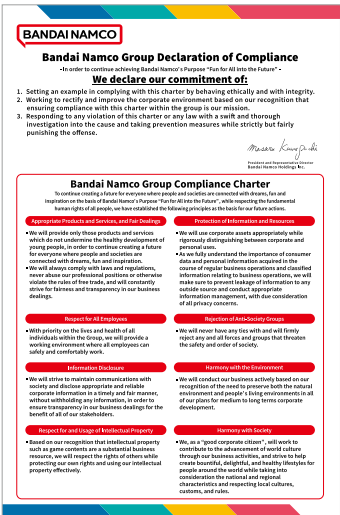 BANDAI NAMCO
Bandai Namco Group Declaration of Compliance
-In order to continue achieving Bandai Namco's Purpose "Fun for All into the Future" -
We declare our commitment of:
1. Setting an example in complying with this charter by behaving ethically and with integrity.
2. Working to rectify and improve the corporate environment based on our recognition that
ensuring compliance with this charter within the group is our mission.
3. Responding to any violation of this charter or any law with a swift and thorough
investigation into the cause and taking prevention measures while strictly but fairly
punishing the offense.
Masaru Kawaguchi
President and Representative Director
Bandai Namco Holdings Inc.
Bandai Namco Group Compliance Charter
To continue creating a future for everyone where people and societies are connected with dreams, fun and
inspiration on the basis of Bandai Namco's Purpose "Fun for All into the Future", while respecting the fundamental
human rights of all people, we have established the following principles as the basis for our future actions.
Appropriate Products and Services, and Fair Dealings
•We will provide only those products and services
which do not undermine the healthy development of
young people, in order to continue creating a future
for everyone where people and societies are
connected with dreams, fun and inspiration.
•We will always comply with laws and regulations,
never abuse our professional positions or otherwise
violate the rules of free trade, and will constantly
strive for fairness and transparency in our business
dealings.
Protection of Information and Resources
•We will use corporate assets appropriately while
rigorously distinguishing between corporate and
personal uses.
•As we fully understand the importance of consumer
data and personal information acquired in the
course of regular business operations and classified
information relating to business operations, we will
make sure to prevent leakage of information to any
outside source and conduct appropriate
information management, with due consideration
of all privacy concerns.
Respect for All Employees
•With priority on the lives and health of all
individuals within the Group, we will provide a
working environment where all employees can
safely and comfortably work.
Rejection of Anti-Society Groups
•We will never have any ties with and will firmly
reject any and all forces and groups that threaten
the safety and order of society.
Information Disclosure
•We will strive to maintain communications with
society and disclose appropriate and reliable
corporate information in a timely and fair manner,
without withholding any information, in order to
ensure transparency in our business dealings for the
benefit of all of our stakeholders.
Harmony with the Environment
•We will conduct our business actively based on our
recognition of the need to preserve both the natural
environment and people's living environments in all
of our plans for medium to long terms corporate
development.
Respect for and Usage of Intellectual Property
•Based on our recognition that intellectual property
such as game contents are a substantial business
resource, we will respect the rights of others while
protecting our own rights and using our intellectual
property effectively.
Harmony with Society
•We, as a "good corporate citizen", will work to
contribute to the advancement of world culture
through our business activities, and strive to help
create bountiful, delightful, and healthy lifestyles for
people around the world while taking into
consideration the national and regional
characteristics and respecting local cultures,
customs, and rules.